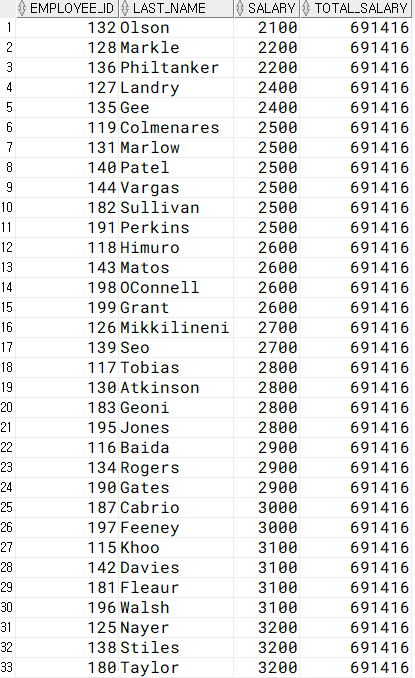 EMPLOYEE_ID LAST_NAME SALARY TOTAL_SALARY
1 132 Olson 2100 691416
2 128 Markle 2200 691416
3 136 Philtanker 2200 691416
4 127 Landry 2400 691416
5 135 Gee 2400 691416
6 119 Colmenares 2500 691416
7 131 Marlow 2500 691416
8 140 Patel 2500 691416
9 144 Vargas 2500 691416
10 182 Sullivan 2500 691416
11 191 Perkins 2500 691416
12 118 Himuro 2600 691416
13 143 Matos 2600 691416
14 198 OConnell 2600 691416
15 199 Grant 2600 691416
16 126 Mikkilineni 2700 691416
17 139 Seo 2700 691416
18 117 Tobias 2800 691416
19 130 Atkinson 2800 691416
20 183 Geoni 2800 691416
21 195 Jones 2800 691416
22 116 Baida 2900 691416
23 134 Rogers 2900 691416
24 190 Gates 2900 691416
25 187 Cabrio 3000 691416
26 197 Feeney 3000 691416
27 115 Khoo 3100 691416
28 142 Davies 3100 691416
29 181 Fleaur 3100 691416
30 196 Walsh 3100 691416
31 125 Nayer 3200 691416
32 138 Stiles 3200 691416
33 180 Taylor 3200 691416